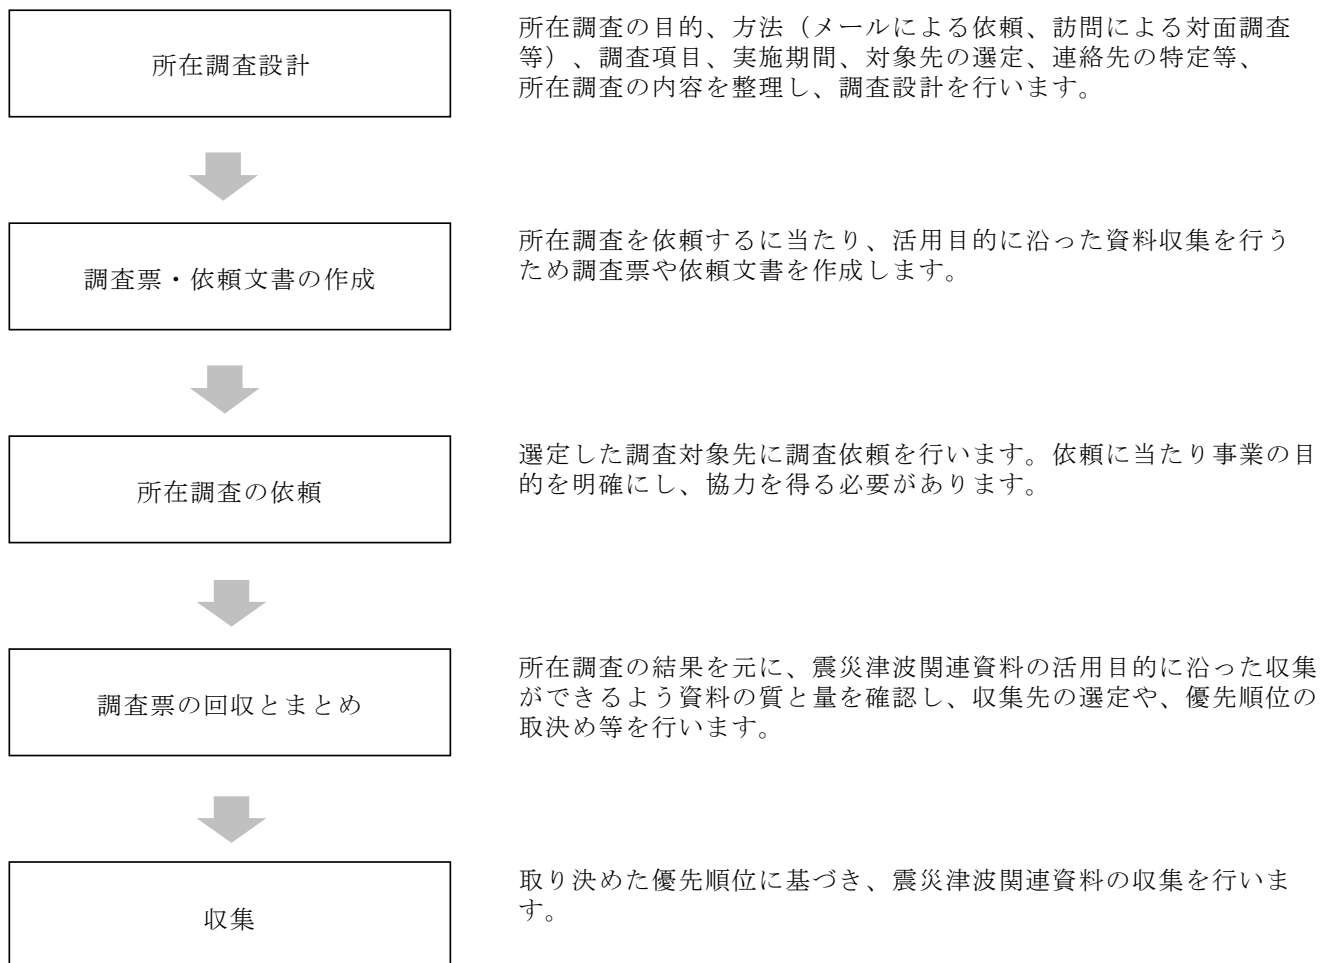 所在調査設計
所在調査の目的、方法（メールによる依頼、訪問による対面調査
等）、調査項目、実施期間、対象先の選定、連絡先の特定等、
所在調査の内容を整理し、調査設計を行います。
調査票・依頼文書の作成
所在調査を依頼するに当たり、活用目的に沿った資料収集を行う
ため調査票や依頼文書を作成します。
所在調査の依頼
選定した調査対象先に調査依頼を行います。依頼に当たり事業の目
的を明確にし、協力を得る必要があります。
調査票の回収とまとめ
所在調査の結果を元に、震災津波関連資料の活用目的に沿った収集
ができるよう資料の質と量を確認し、収集先の選定や、優先順位の
取決め等を行います。
収集
取り決めた優先順位に基づき、震災津波関連資料の収集を行いま
す。